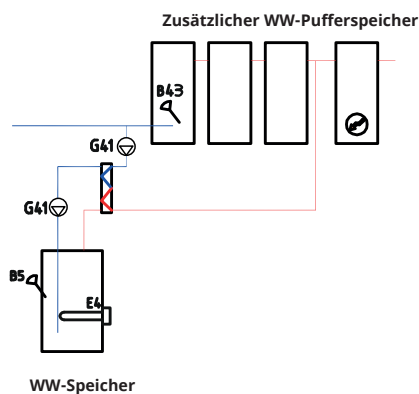 Zusätzlicher WW-Pufferspeicher
B43
G41
G41
B5
E4
WW-Speicher